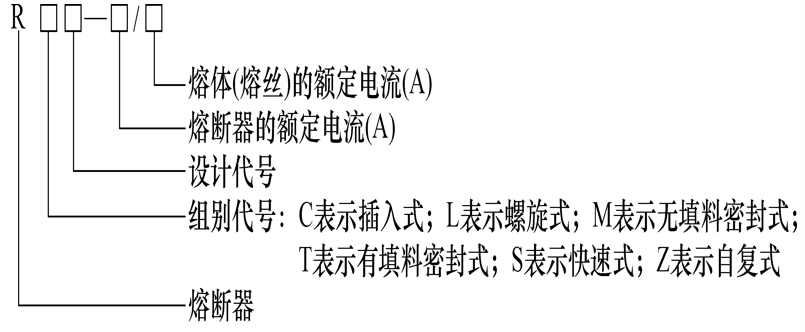 R □□—□/□
熔体(熔丝)的额定电流(A)
熔断器的额定电流(A)
设计代号
组别代号：C表示插入式；L表示螺旋式；M表示无填料密封式；
T表示有填料密封式；S表示快速式；Z表示自复式
熔断器